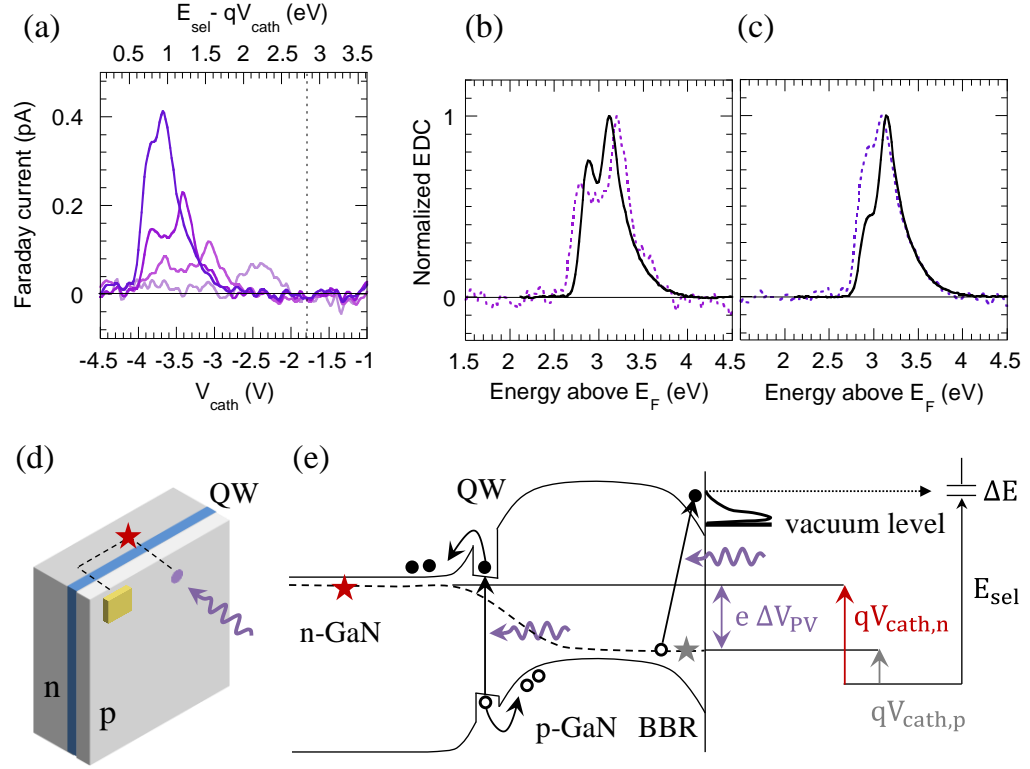 (a)
E_sel - qV_cath (eV)
0.5 1 1.5 2 2.5 3 3.5
Faraday current (pA)
0.4
0.2
0
-4.5 -4 -3.5 -3 -2.5 -2 -1.5 -1
V_cath (V)
(b)
Normalized EDC
1
0
1.5 2 2.5 3 3.5 4 4.5
Energy above E_F (eV)
(c)
2 2.5 3 3.5 4 4.5
Energy above E_F (eV)
(d)
QW
n
p
(e)
QW
n-GaN
p-GaN
BBR
vacuum level
ΔE
E_sel
e ΔV_PV
qV_cath,n
qV_cath,p